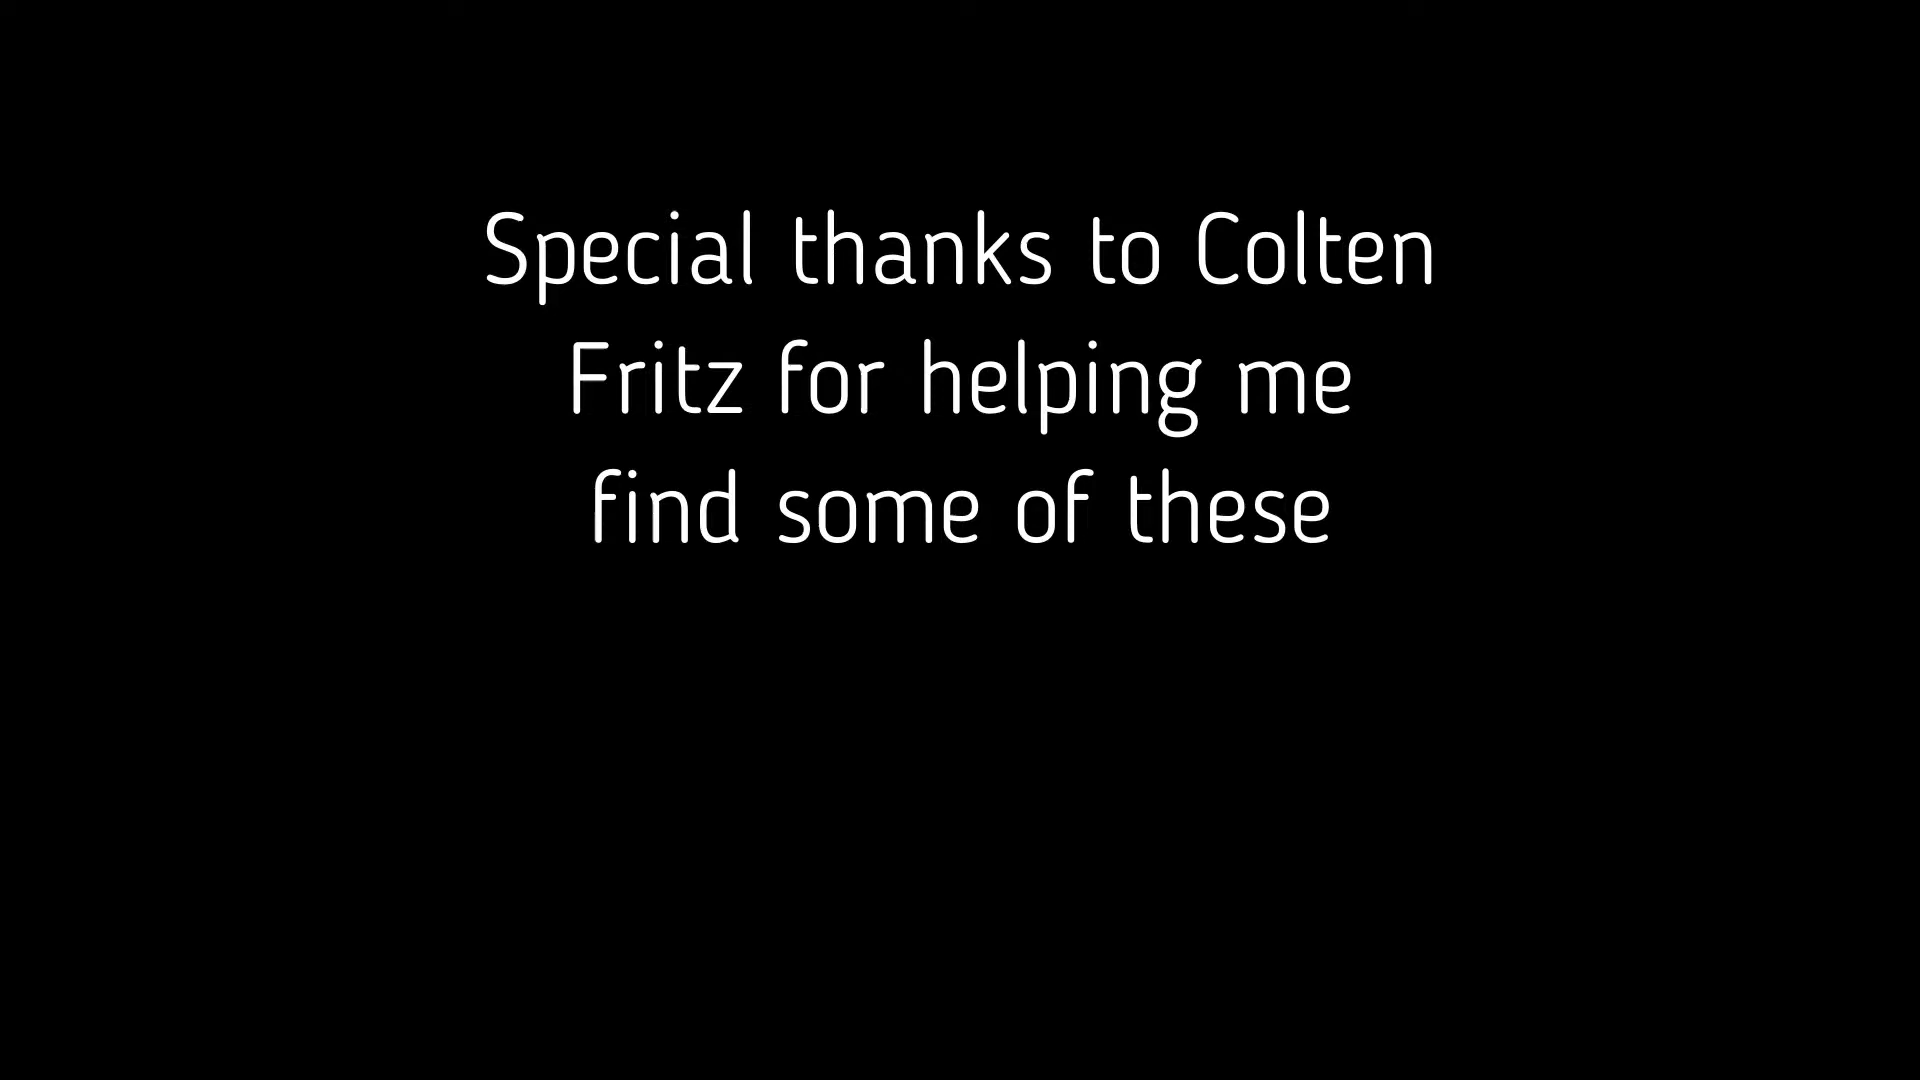 Special thanks to Colten
Fritz for helping me
find some of these